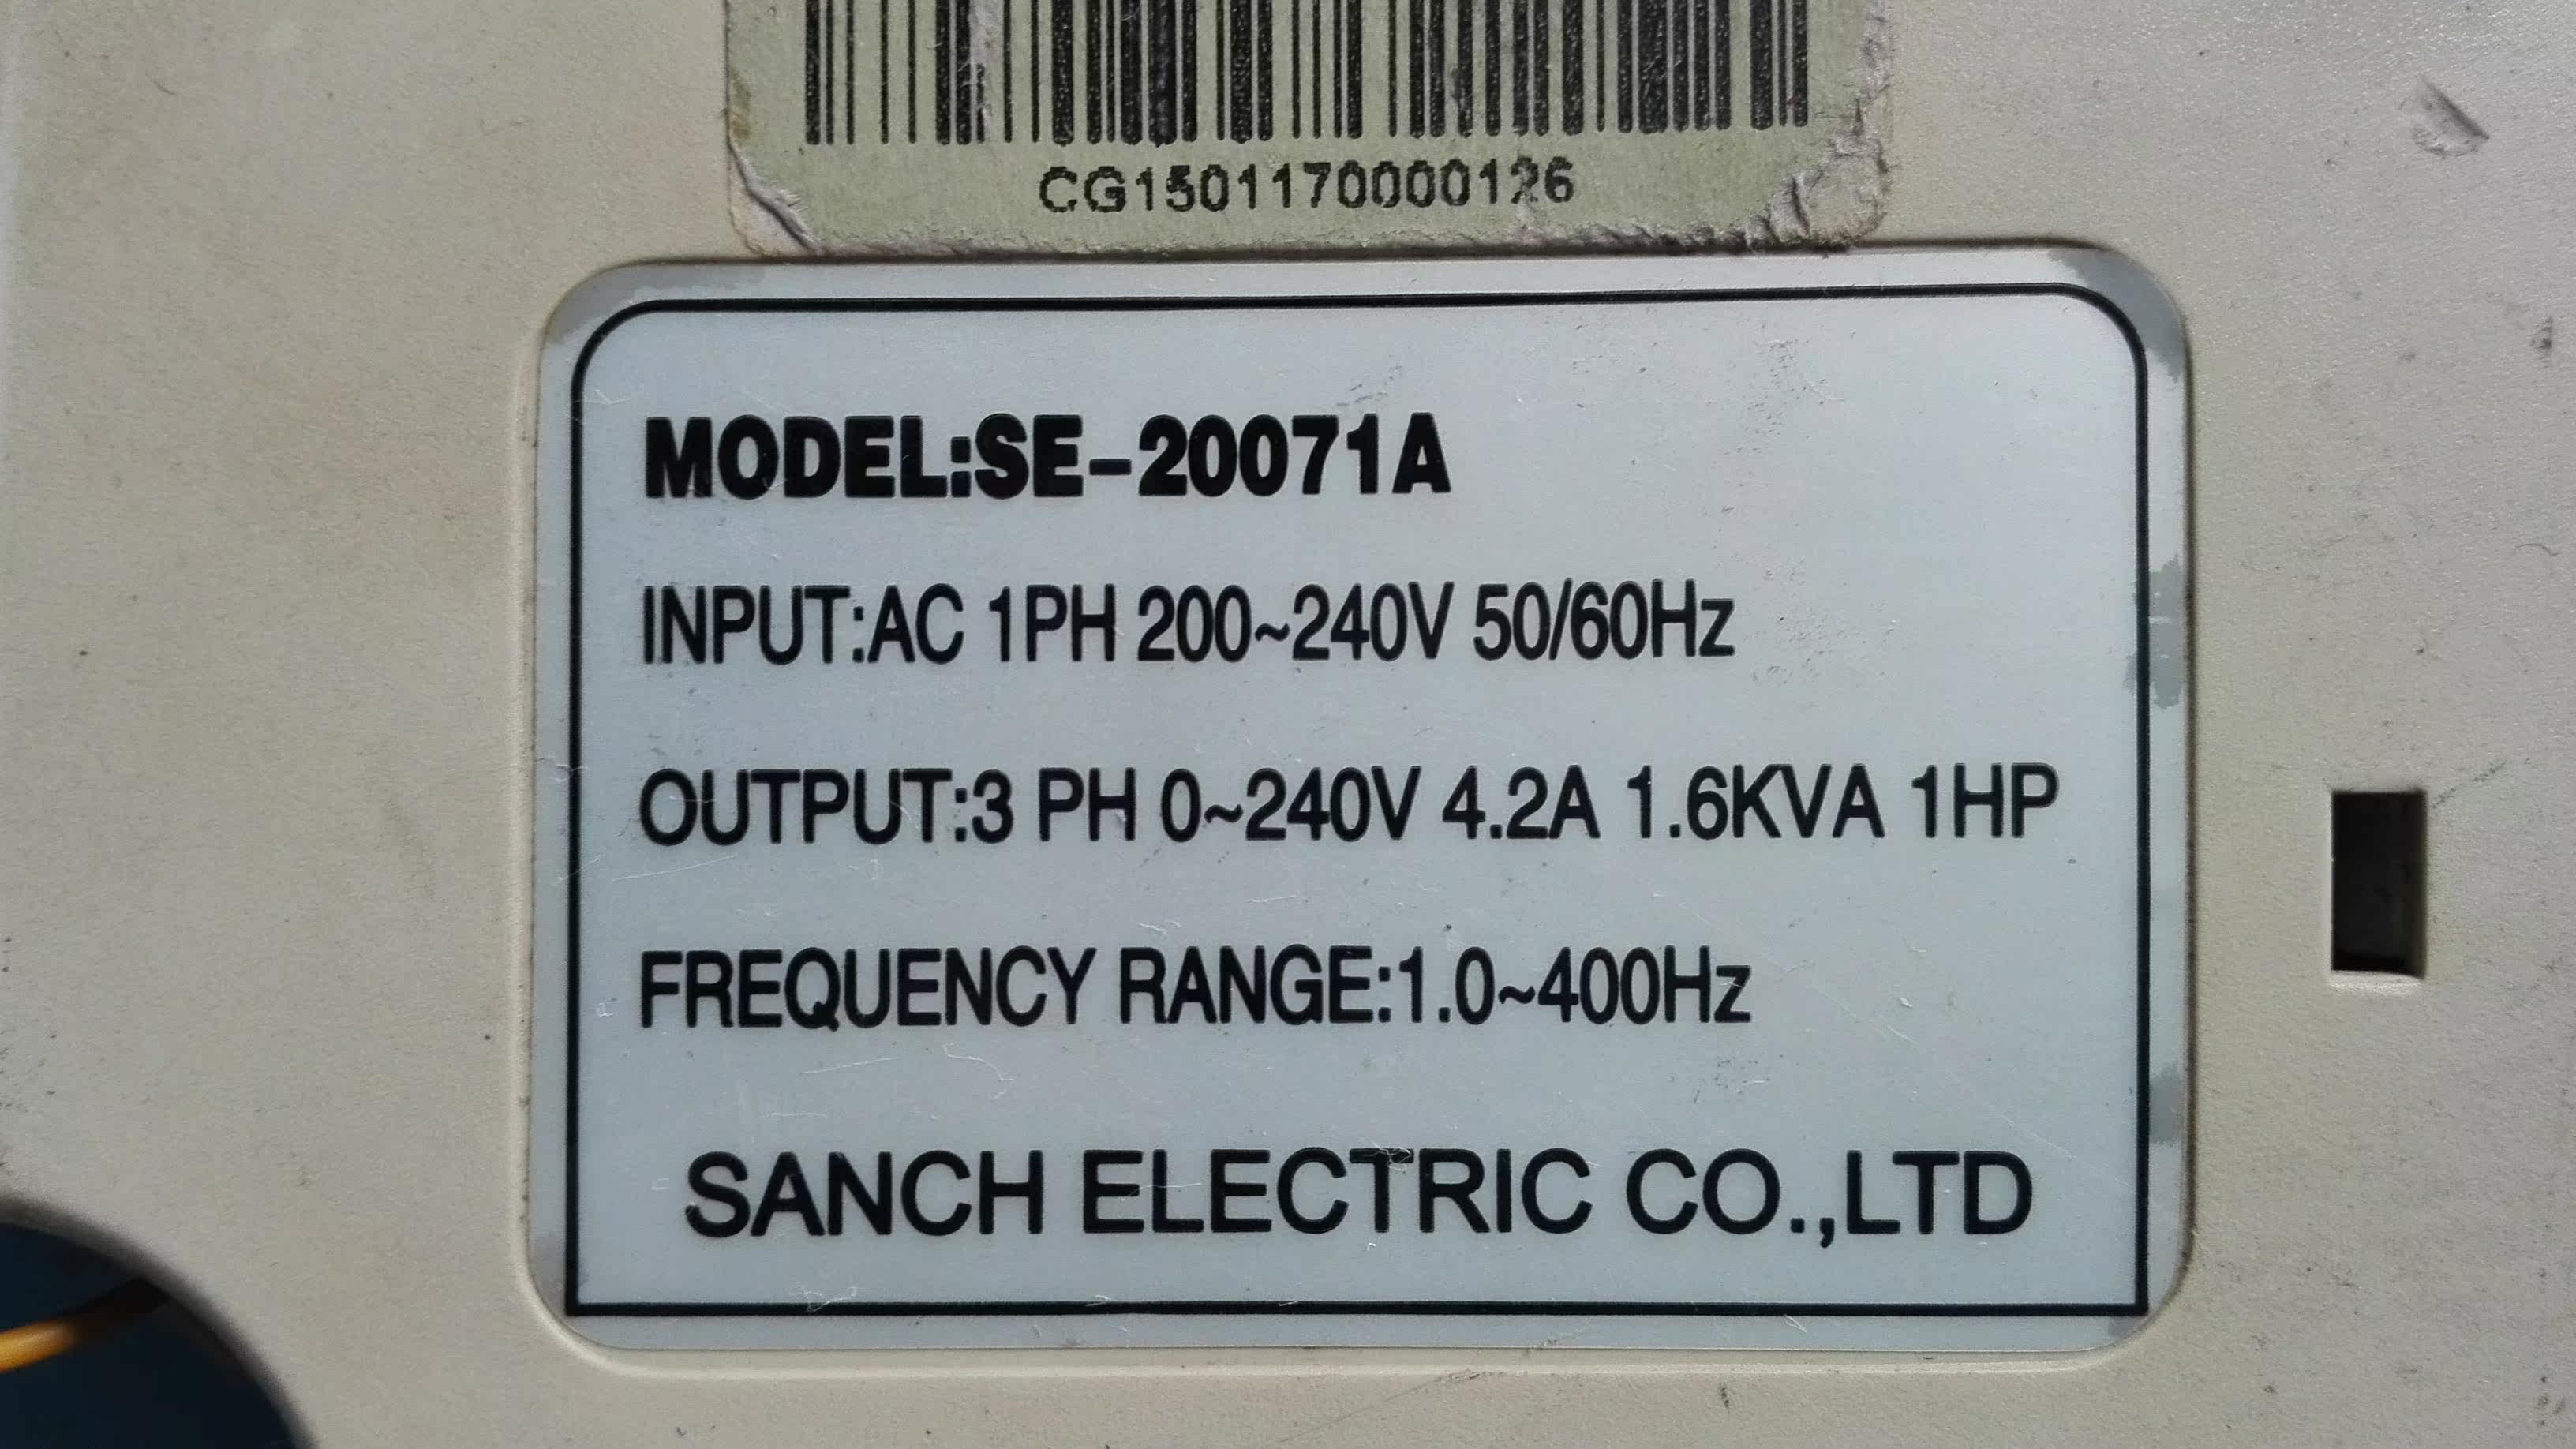 CG1501170000126
MODEL:SE-20071A
INPUT:AC 1PH 200~240V 50/60Hz
OUTPUT:3 PH 0~240V 4.2A 1.6KVA 1HP
FREQUENCY RANGE:1.0~400Hz
SANCH ELECTRIC CO.,LTD